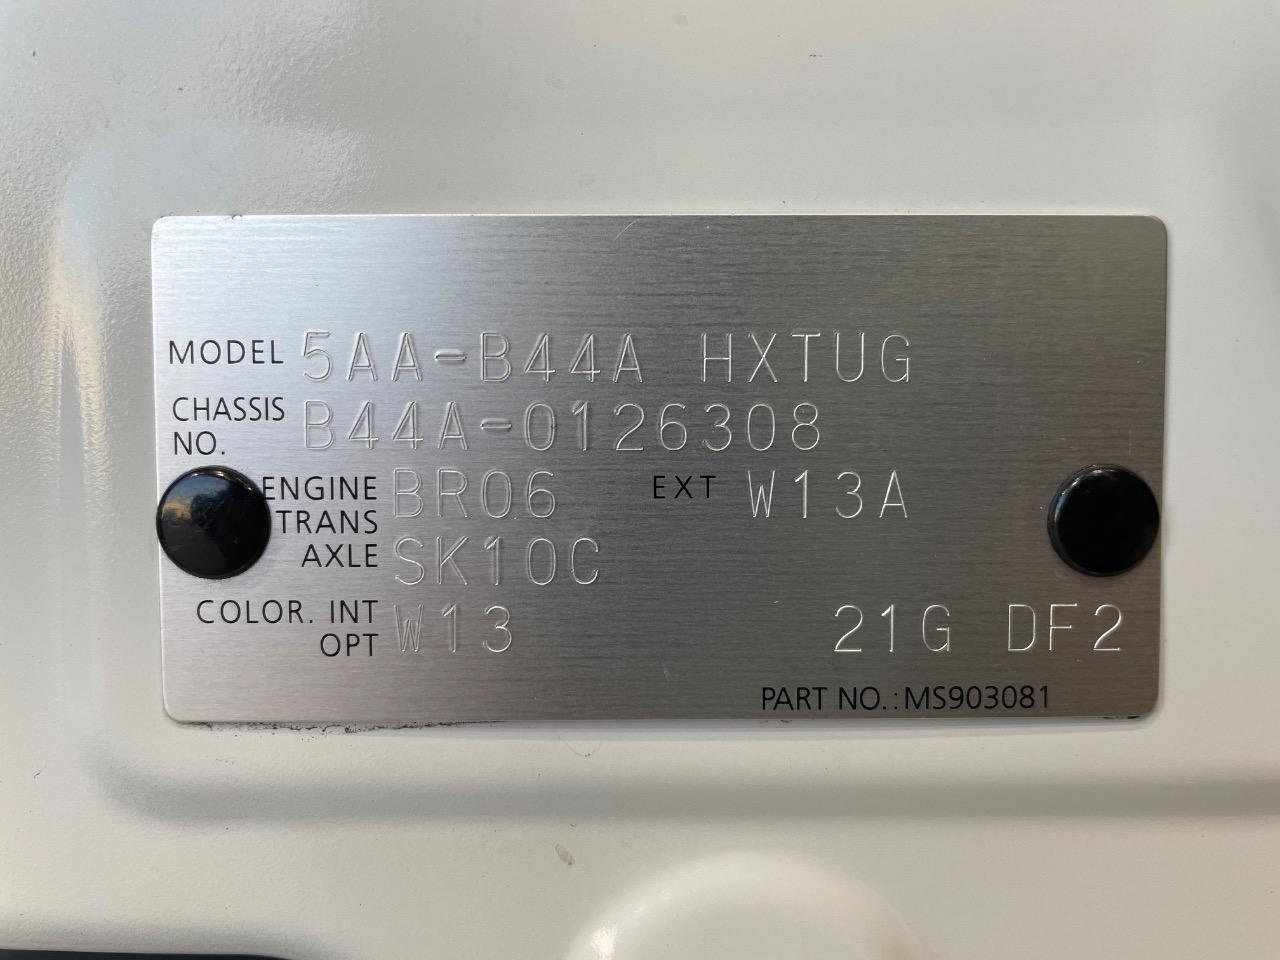 MODEL 5AA-B44A HXTUG
CHASSIS NO. B44A-0126308
ENGINE BR06 EXT W13A
TRANS AXLE SK10C
COLOR. INT OPT W13 21G DF2
PART NO.:MS903081